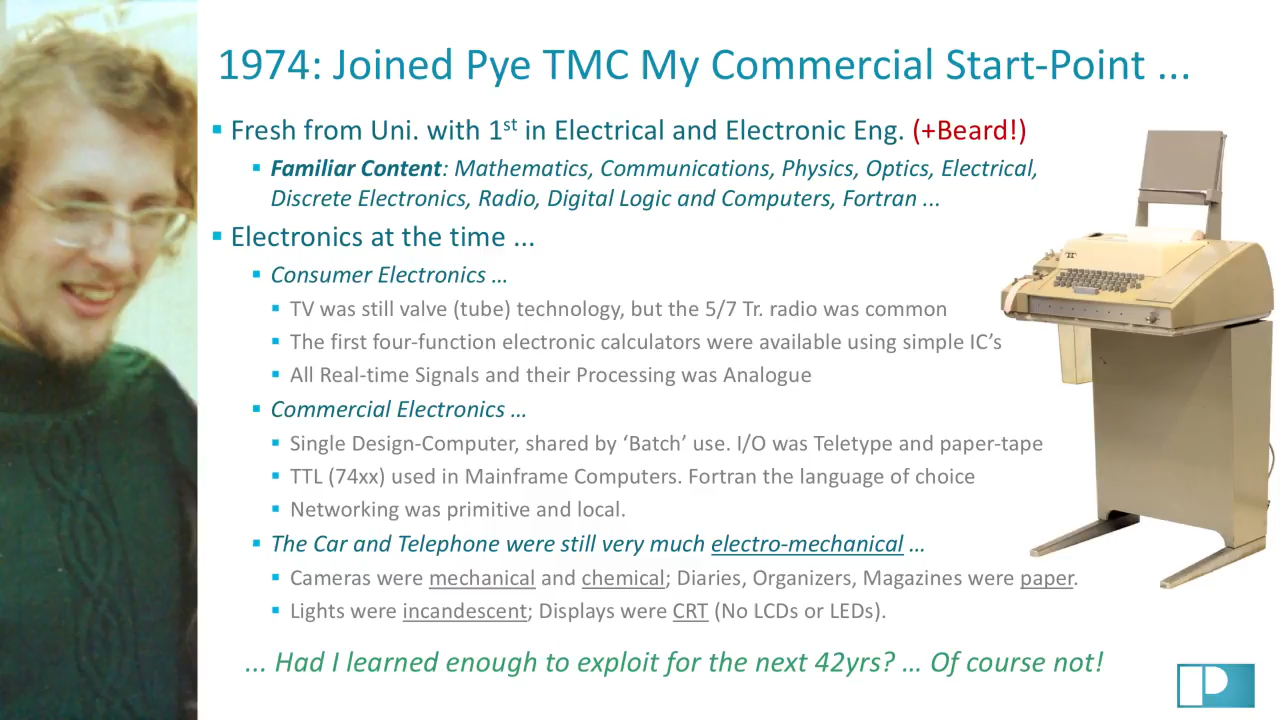 1974: Joined Pye TMC My Commercial Start-Point ...
Fresh from Uni. with 1st in Electrical and Electronic Eng. (+Beard!)
Familiar Content: Mathematics, Communications, Physics, Optics, Electrical,
Discrete Electronics, Radio, Digital Logic and Computers, Fortran ...
Electronics at the time ...
Consumer Electronics ...
TV was still valve (tube) technology, but the 5/7 Tr. radio was common
The first four-function electronic calculators were available using simple IC's
All Real-time Signals and their Processing was Analogue
Commercial Electronics ...
Single Design-Computer, shared by 'Batch' use. I/O was Teletype and paper-tape
TTL (74xx) used in Mainframe Computers. Fortran the language of choice
Networking was primitive and local.
The Car and Telephone were still very much electro-mechanical ...
Cameras were mechanical and chemical; Diaries, Organizers, Magazines were paper.
Lights were incandescent; Displays were CRT (No LCDs or LEDs).
... Had I learned enough to exploit for the next 42yrs? ... Of course not!